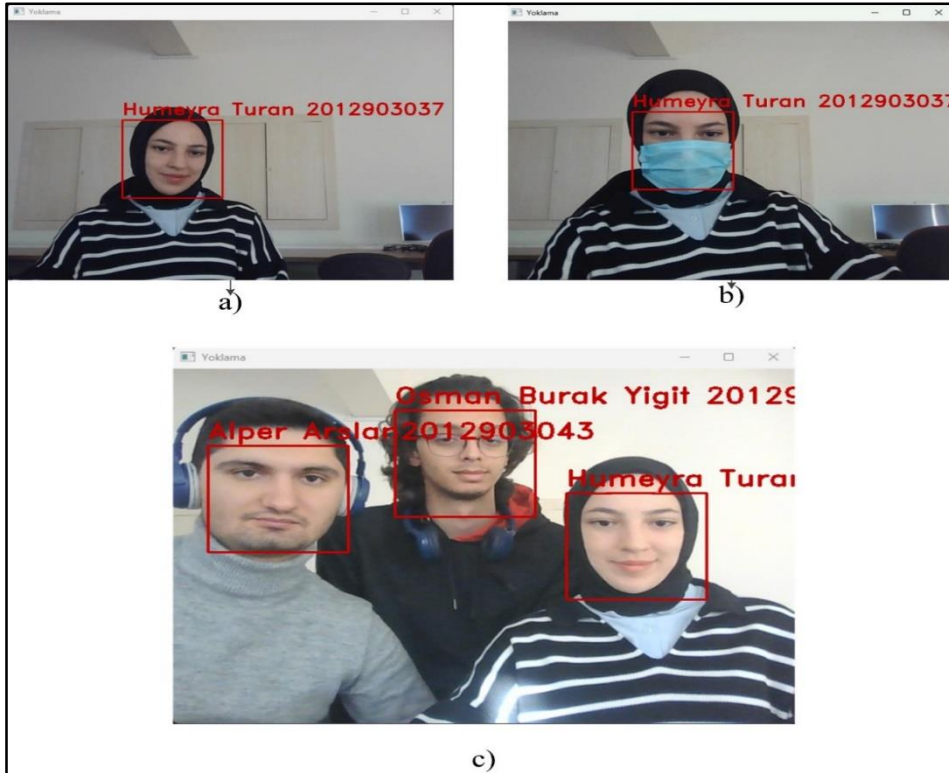 Yoklama
Humeyra Turan 2012903037
a)
Yoklama
Humeyra Turan 2012903037
b)
Yoklama
Osman Burak Yigit 20129
Alper Arslan 2012903043
Humeyra Turan
c)